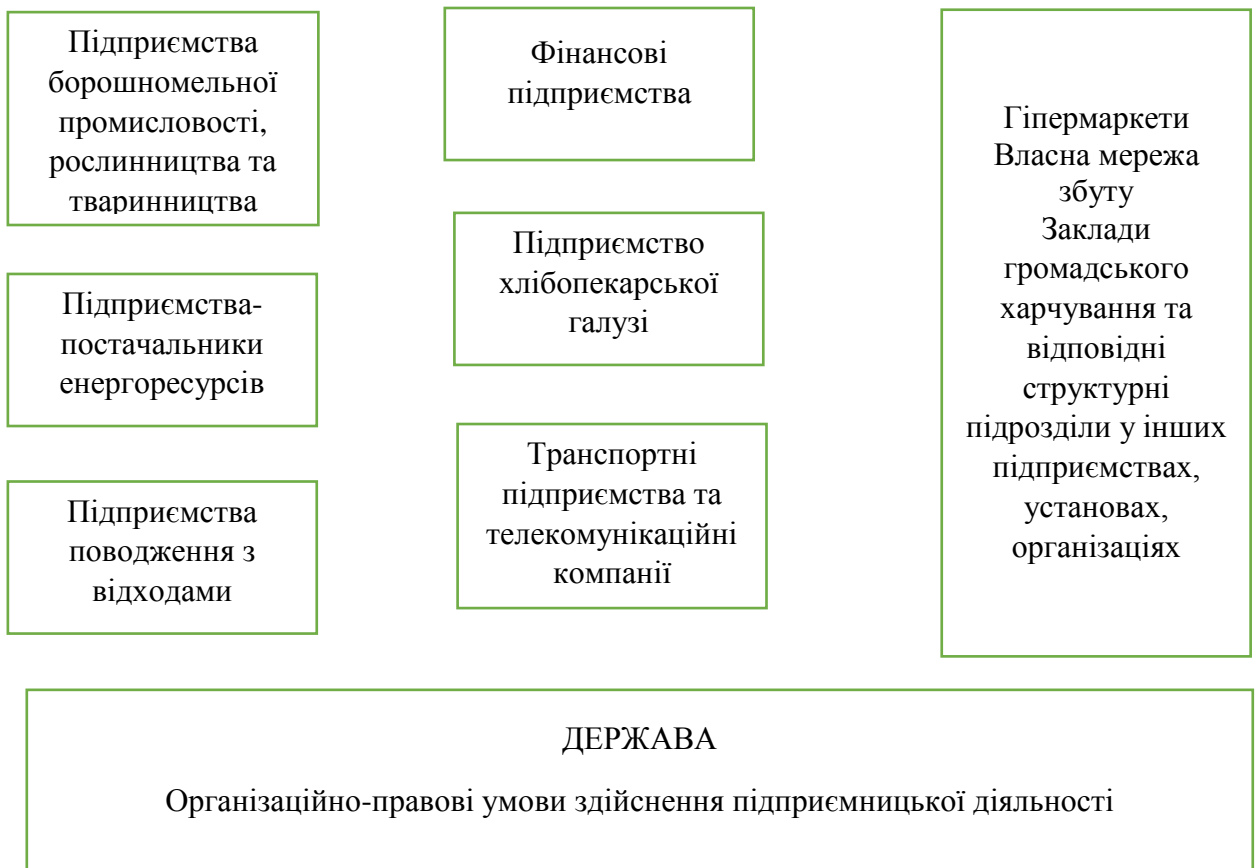 Підприємства
борошномельної
промисловості,
рослинництва та
тваринництва
Фінансові
підприємства
Гіпермаркети
Власна мережа
збуту
Заклади
громадського
харчування та
відповідні
структурні
підрозділи у інших
підприємствах,
установах,
організаціях
Підприємство
хлібопекарської
галузі
Підприємства-
постачальники
енергоресурсів
Транспортні
підприємства та
телекомунікаційні
компанії
Підприємства
поводження з
відходами
ДЕРЖАВА
Організаційно-правові умови здійснення підприємницької діяльності